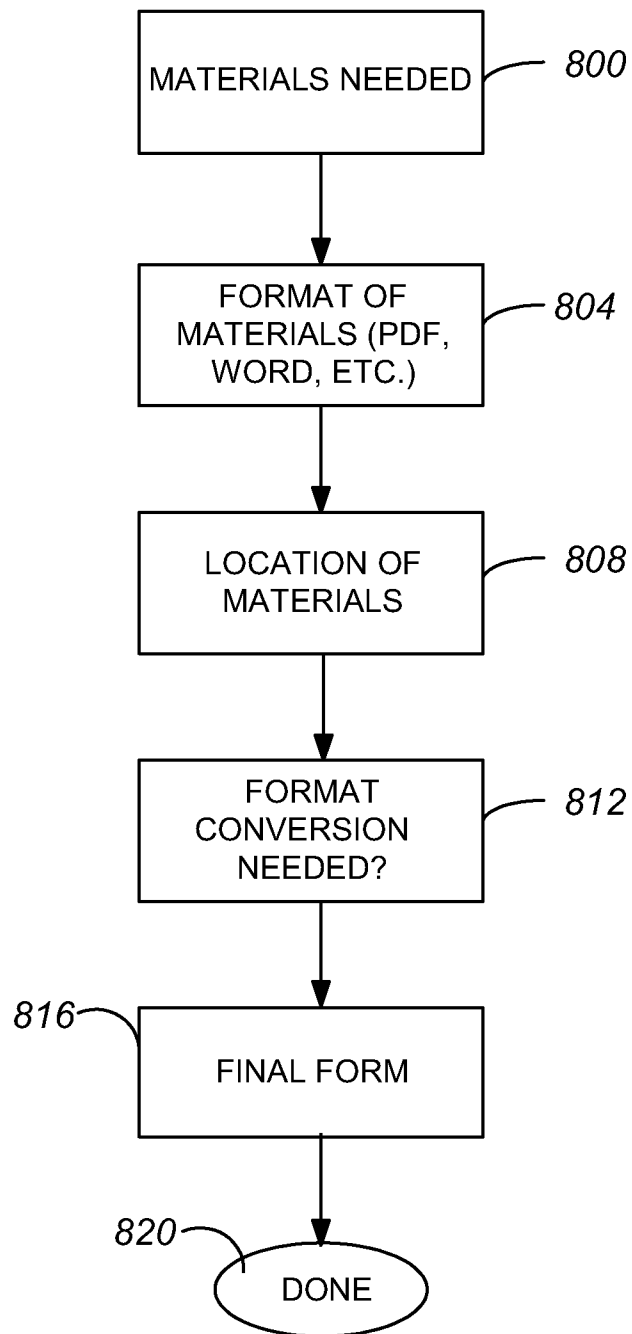 MATERIALS NEEDED
800
FORMAT OF
MATERIALS (PDF,
WORD, ETC.)
804
LOCATION OF
MATERIALS
808
FORMAT
CONVERSION
NEEDED?
812
816
FINAL FORM
820
DONE